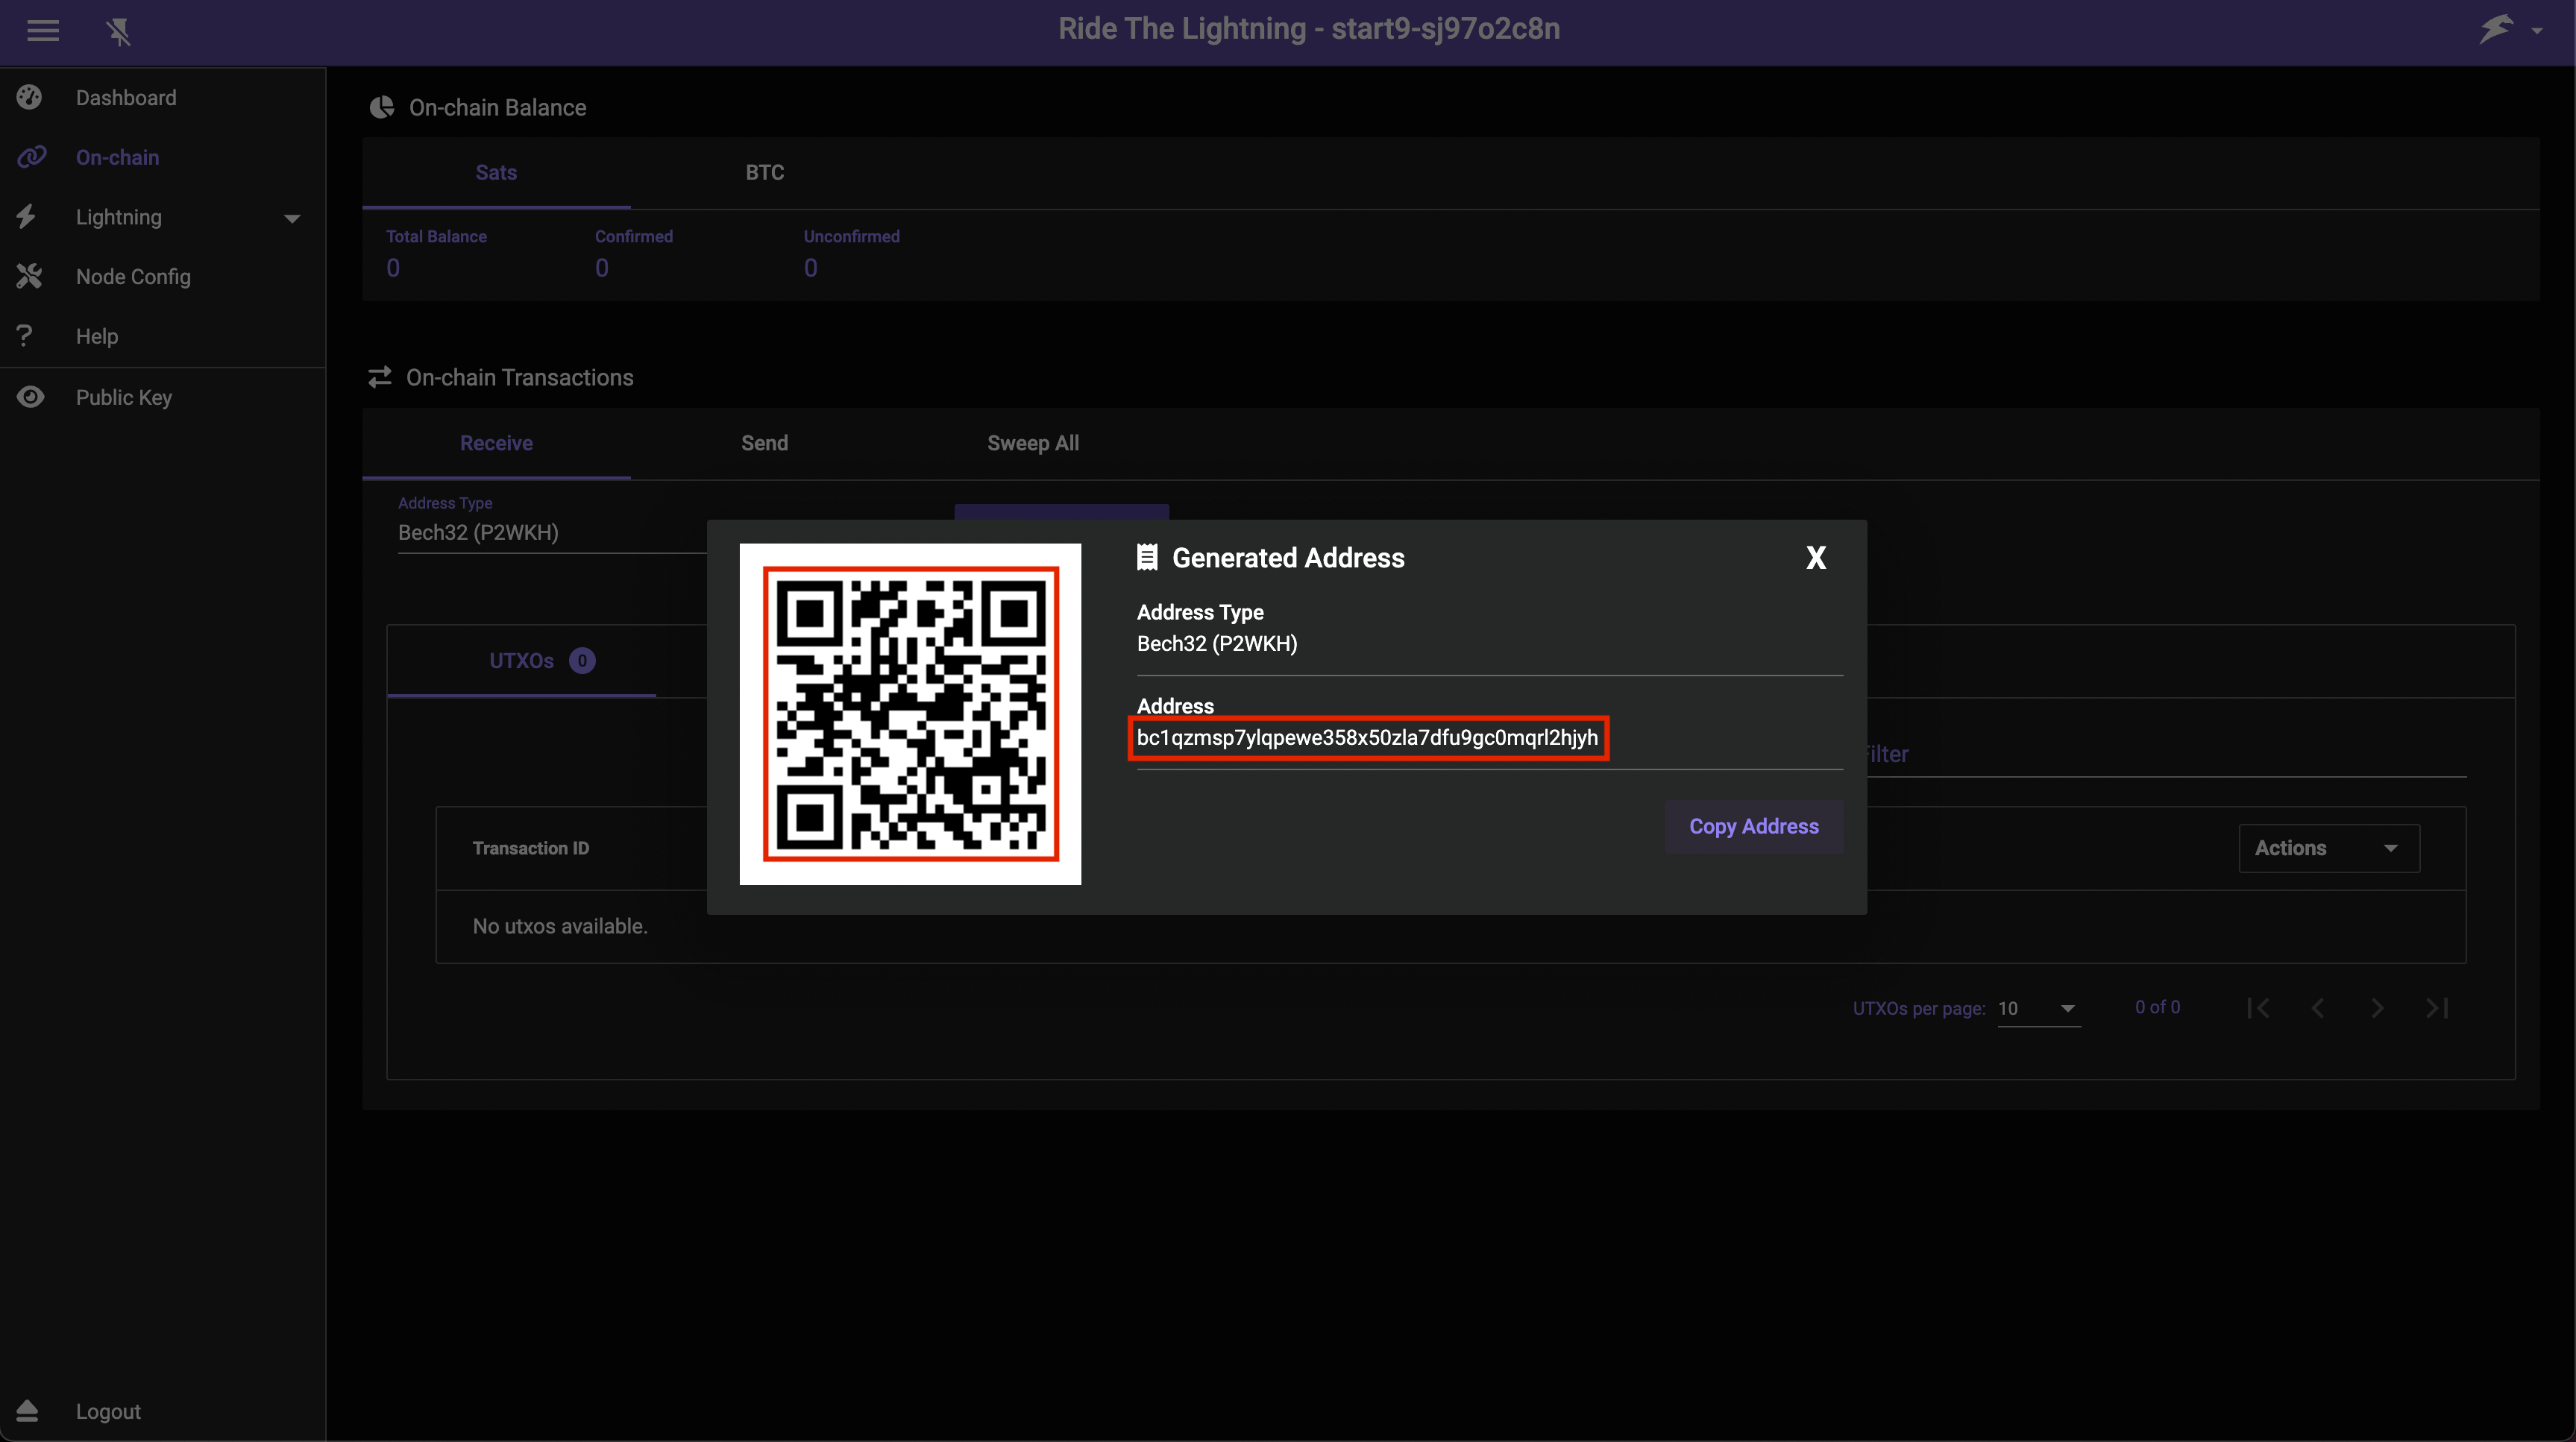 Ride The Lightning - start9-sj97o2c8n
Dashboard
On-chain
Lightning
Node Config
Help
Public Key
Logout
On-chain Balance
Sats BTC
Total Balance Confirmed Unconfirmed
0 0 0
On-chain Transactions
Receive Send Sweep All
Address Type
Bech32 (P2WKH)
UTXOs 0
Generated Address X
Address Type
Bech32 (P2WKH)
Address
bc1qzmsp7ylqpewe358x50zla7dfu9gc0mqrl2hjyh
Copy Address
Transaction ID Actions
No utxos available.
UTXOs per page: 10 0 of 0